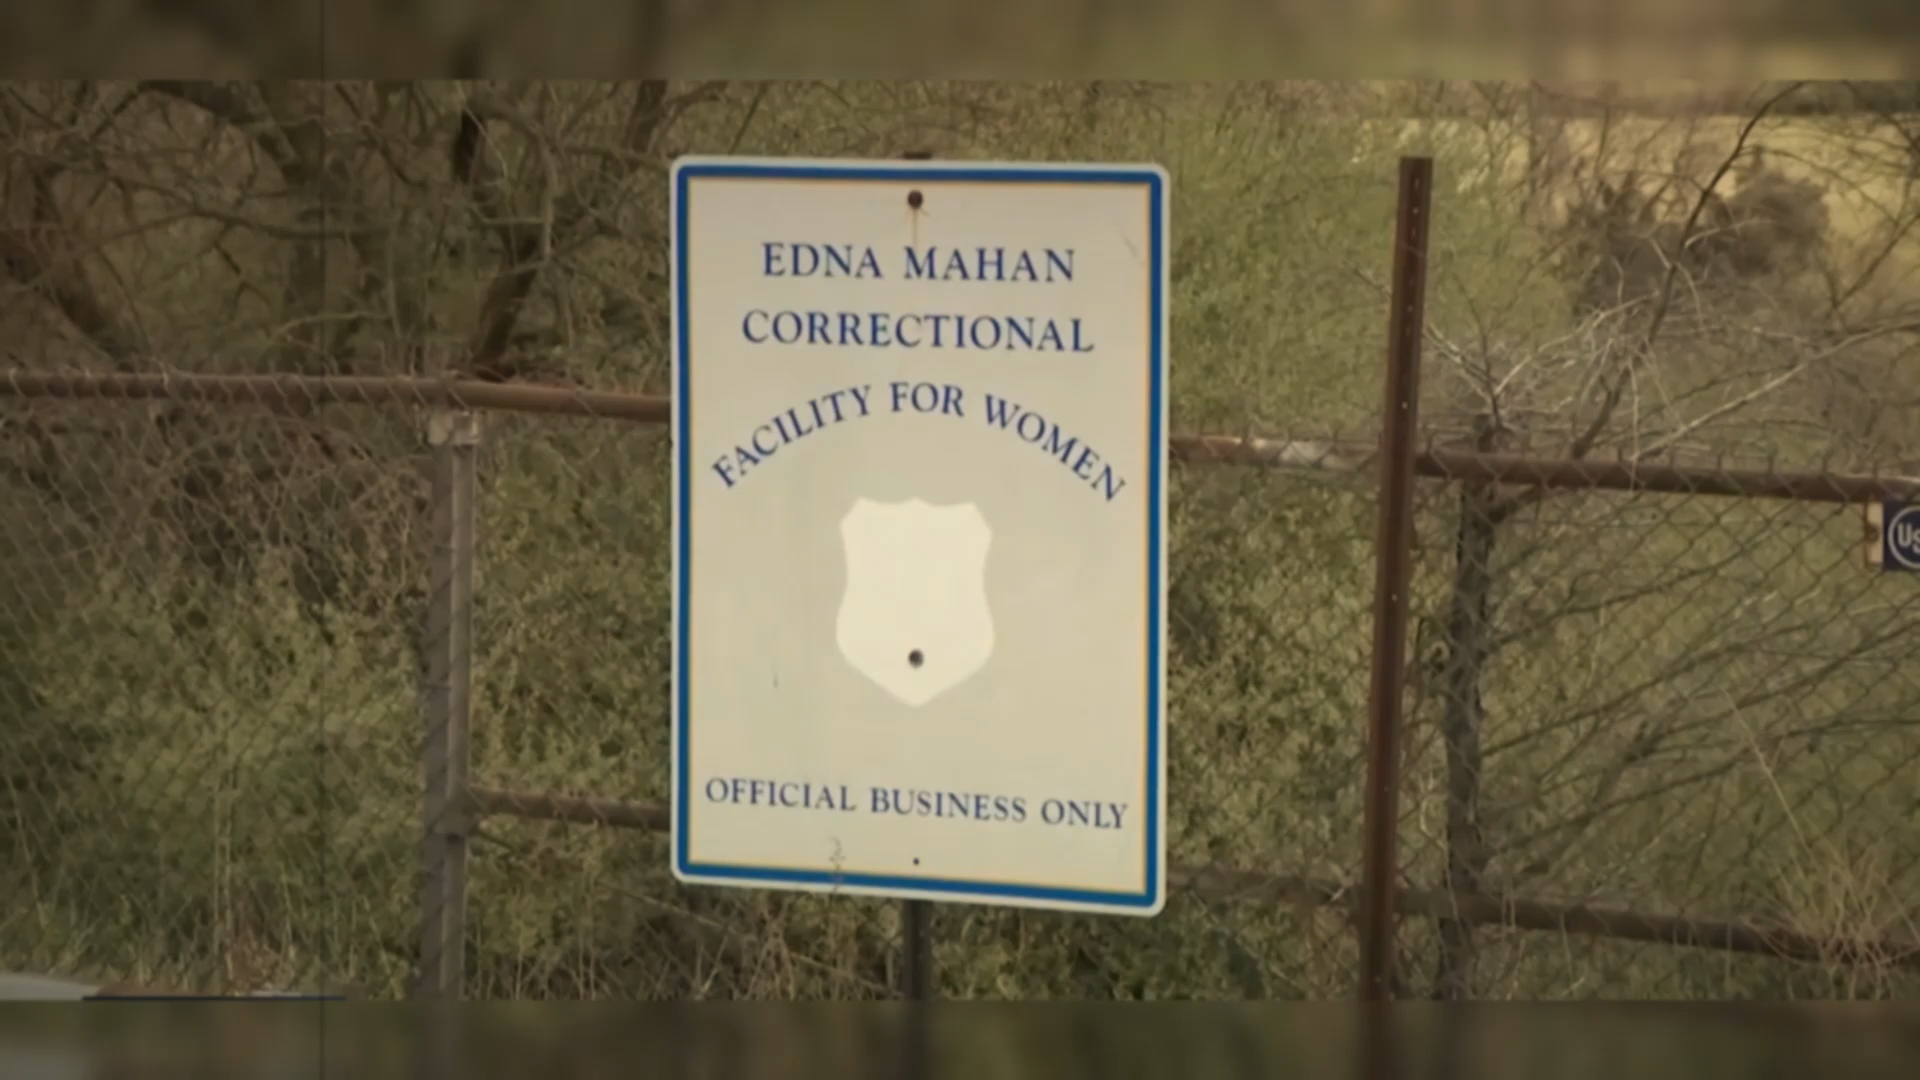 EDNA MAHAN
CORRECTIONAL
FACILITY FOR WOMEN
OFFICIAL BUSINESS ONLY